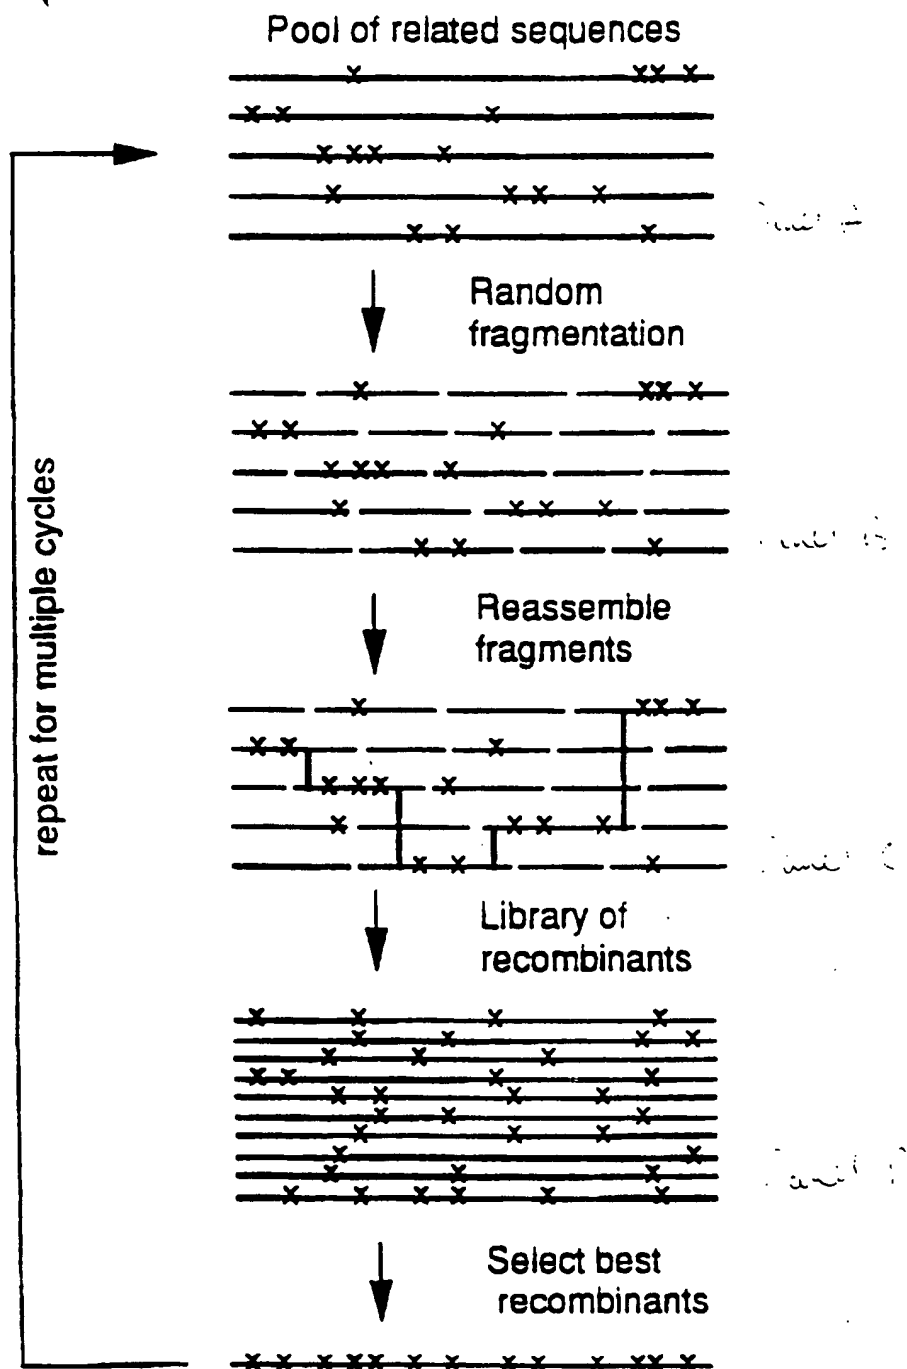 Pool of related sequences
Random
fragmentation
Reassemble
fragments
repeat for multiple cycles
Library of
recombinants
Select best
recombinants